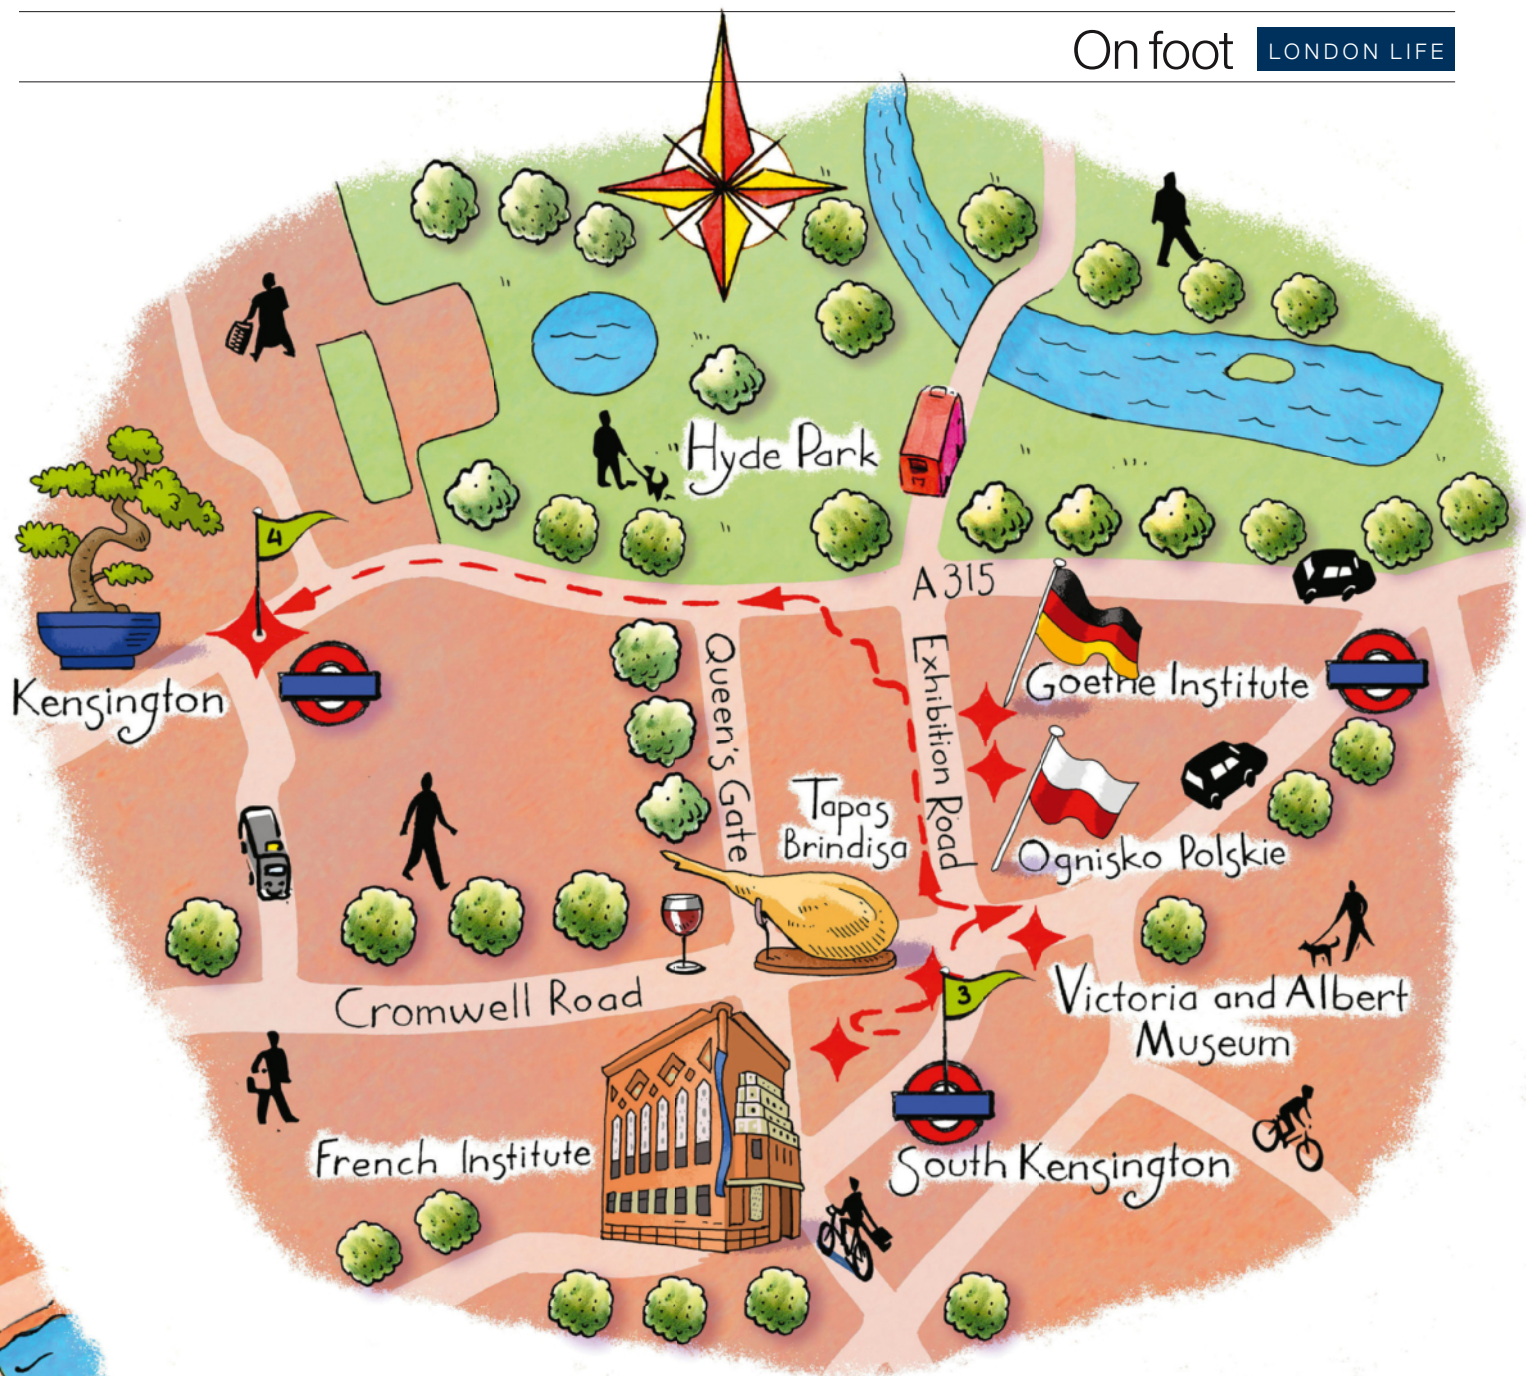 On foot LONDON LIFE
Hyde Park
4
A 315
Kensington
Queen's Gate
Exhibition Road
Goethe Institute
Tapas
Brindisa
Ognisko Polskie
3
Cromwell Road
Victoria and Albert
Museum
French Institute
South Kensington